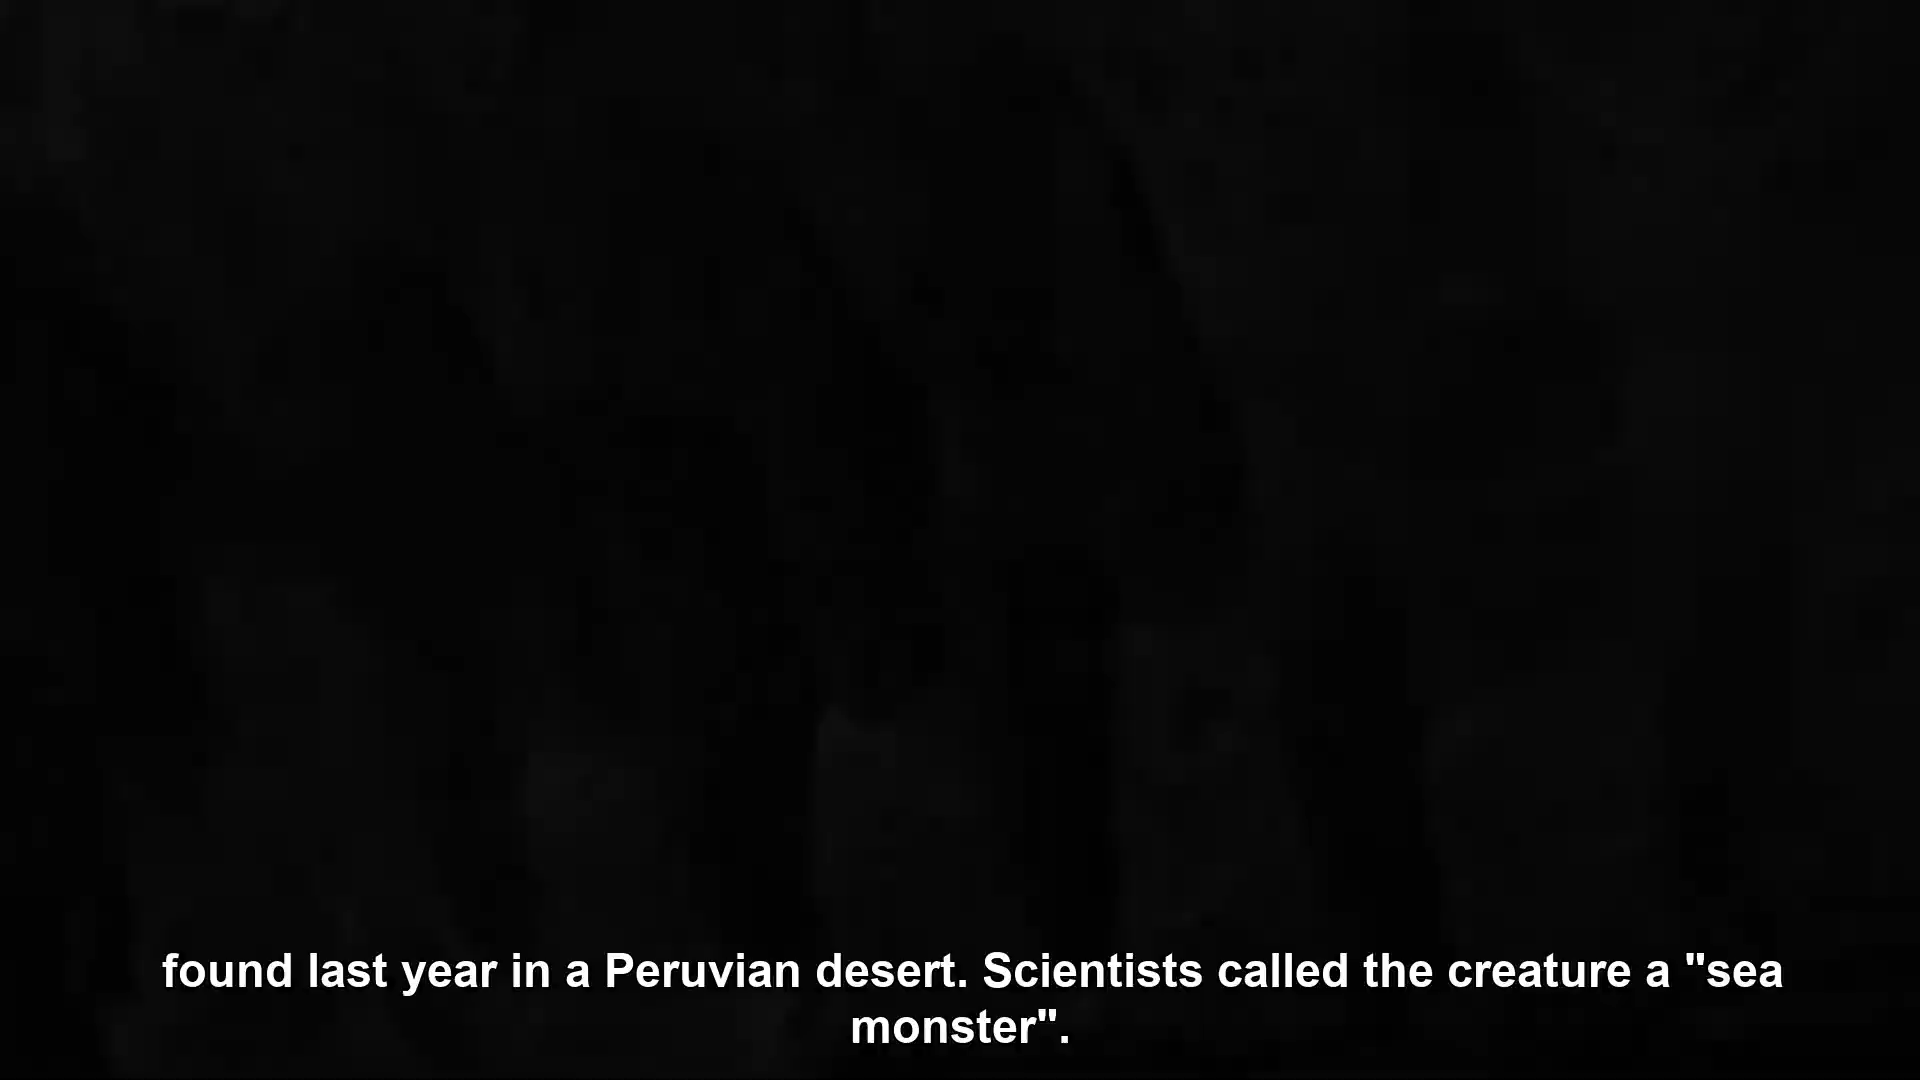 found last year in a Peruvian desert. Scientists called the creature a "sea
monster".